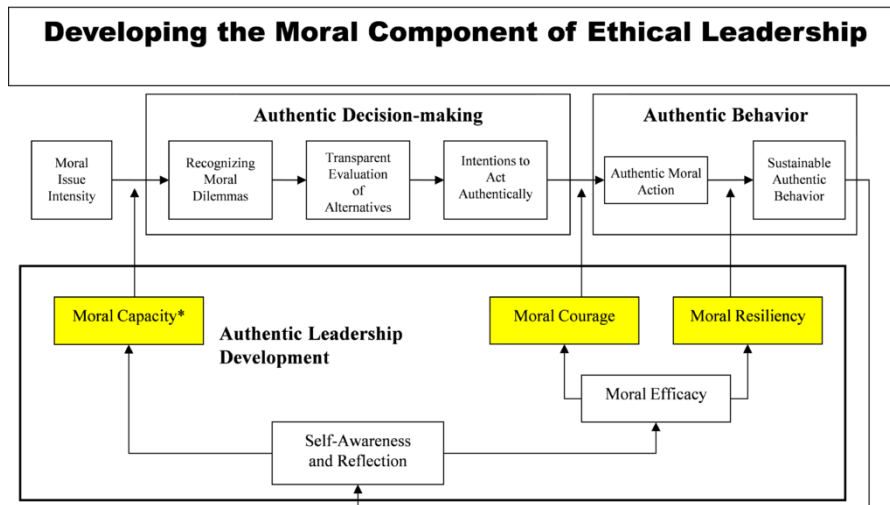 Developing the Moral Component of Ethical Leadership
Authentic Decision-making
Authentic Behavior
Moral
Issue
Intensity
Recognizing
Moral
Dilemmas
Transparent
Evaluation
of
Alternatives
Intentions to
Act
Authentically
Authentic Moral
Action
Sustainable
Authentic
Behavior
Moral Capacity*
Authentic Leadership
Development
Moral Courage
Moral Resiliency
Moral Efficacy
Self-Awareness
and Reflection